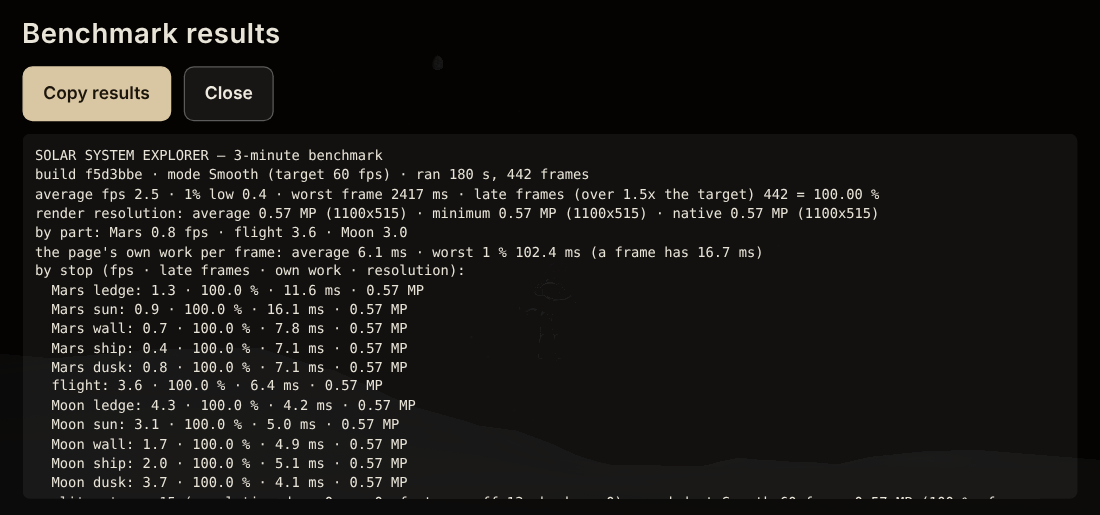 Benchmark results
Copy results
Close
SOLAR SYSTEM EXPLORER — 3-minute benchmark
build f5d3bbe · mode Smooth (target 60 fps) · ran 180 s, 442 frames
average fps 2.5 · 1% low 0.4 · worst frame 2417 ms · late frames (over 1.5x the target) 442 = 100.00 %
render resolution: average 0.57 MP (1100x515) · minimum 0.57 MP (1100x515) · native 0.57 MP (1100x515)
by part: Mars 0.8 fps · flight 3.6 · Moon 3.0
the page's own work per frame: average 6.1 ms · worst 1 % 102.4 ms (a frame has 16.7 ms)
by stop (fps · late frames · own work · resolution):
Mars ledge: 1.3 · 100.0 % · 11.6 ms · 0.57 MP
Mars sun: 0.9 · 100.0 % · 16.1 ms · 0.57 MP
Mars wall: 0.7 · 100.0 % · 7.8 ms · 0.57 MP
Mars ship: 0.4 · 100.0 % · 7.1 ms · 0.57 MP
Mars dusk: 0.8 · 100.0 % · 7.1 ms · 0.57 MP
flight: 3.6 · 100.0 % · 6.4 ms · 0.57 MP
Moon ledge: 4.3 · 100.0 % · 4.2 ms · 0.57 MP
Moon sun: 3.1 · 100.0 % · 5.0 ms · 0.57 MP
Moon wall: 1.7 · 100.0 % · 4.9 ms · 0.57 MP
Moon ship: 2.0 · 100.0 % · 5.1 ms · 0.57 MP
Moon dusk: 3.7 · 100.0 % · 4.1 ms · 0.57 MP